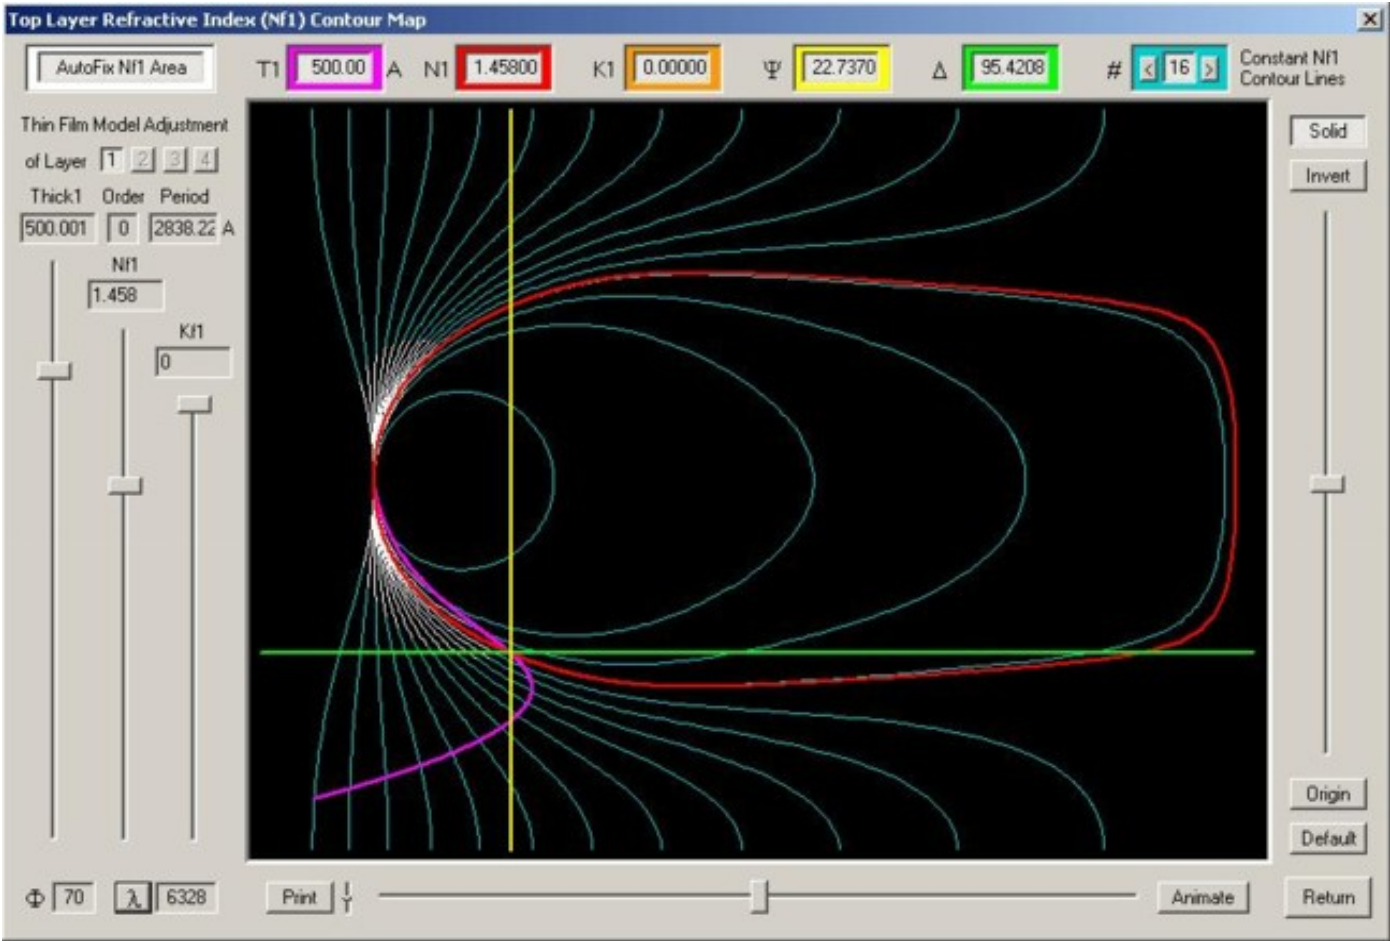 Top Layer Refractive Index (Nf1) Contour Map
AutoFix Nf1 Area
T1 500.00 A N1 1.45800 K1 0.00000 Ψ 22.7370 Δ 95.4208 # < 16 > Constant Nf1
Contour Lines
Thin Film Model Adjustment
of Layer 1 2 3 4
Thick1 Order Period
500.001 0 2838.22 A
Nf1
1.458
Kf1
0
Solid
Invert
Origin
Default
Φ 70 λ 6328 Print Animate Return